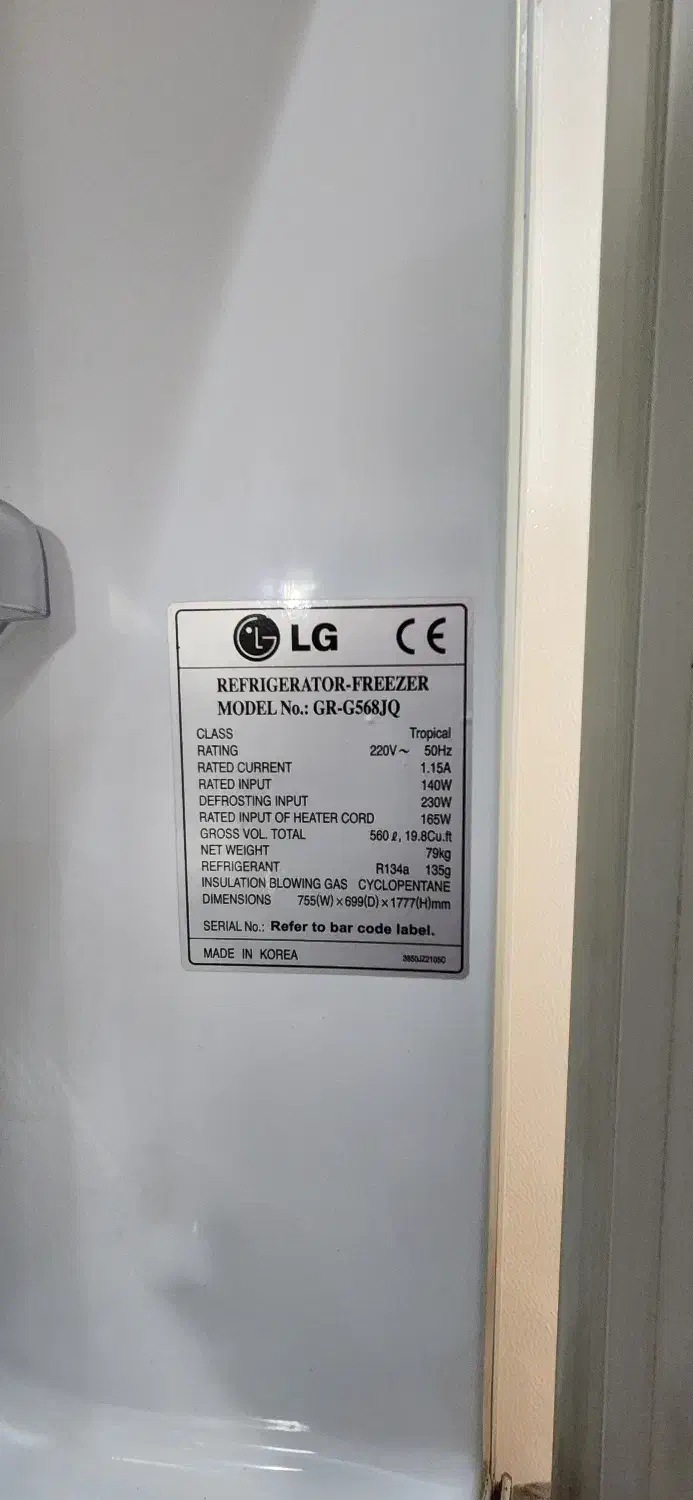 LG CE
REFRIGERATOR-FREEZER
MODEL No.: GR-G568JQ
CLASS Tropical
RATING 220V~ 50Hz
RATED CURRENT 1.15A
RATED INPUT 140W
DEFROSTING INPUT 230W
RATED INPUT OF HEATER CORD 165W
GROSS VOL. TOTAL 560 ℓ, 19.8Cu.ft
NET WEIGHT 79kg
REFRIGERANT R134a 135g
INSULATION BLOWING GAS CYCLOPENTANE
DIMENSIONS 755(W)×699(D)×1777(H)mm
SERIAL No.: Refer to bar code label.
MADE IN KOREA